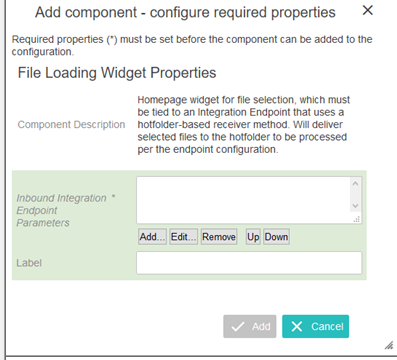 Add component - configure required properties
Required properties (*) must be set before the component can be added to the
configuration.
File Loading Widget Properties
Homepage widget for file selection, which must
be tied to an Integration Endpoint that uses a
Component Description hotfolder-based receiver method. Will deliver
selected files to the hotfolder to be processed
per the endpoint configuration.
Inbound Integration *
Endpoint
Parameters
Add... Edit... Remove Up Down
Label
Add Cancel